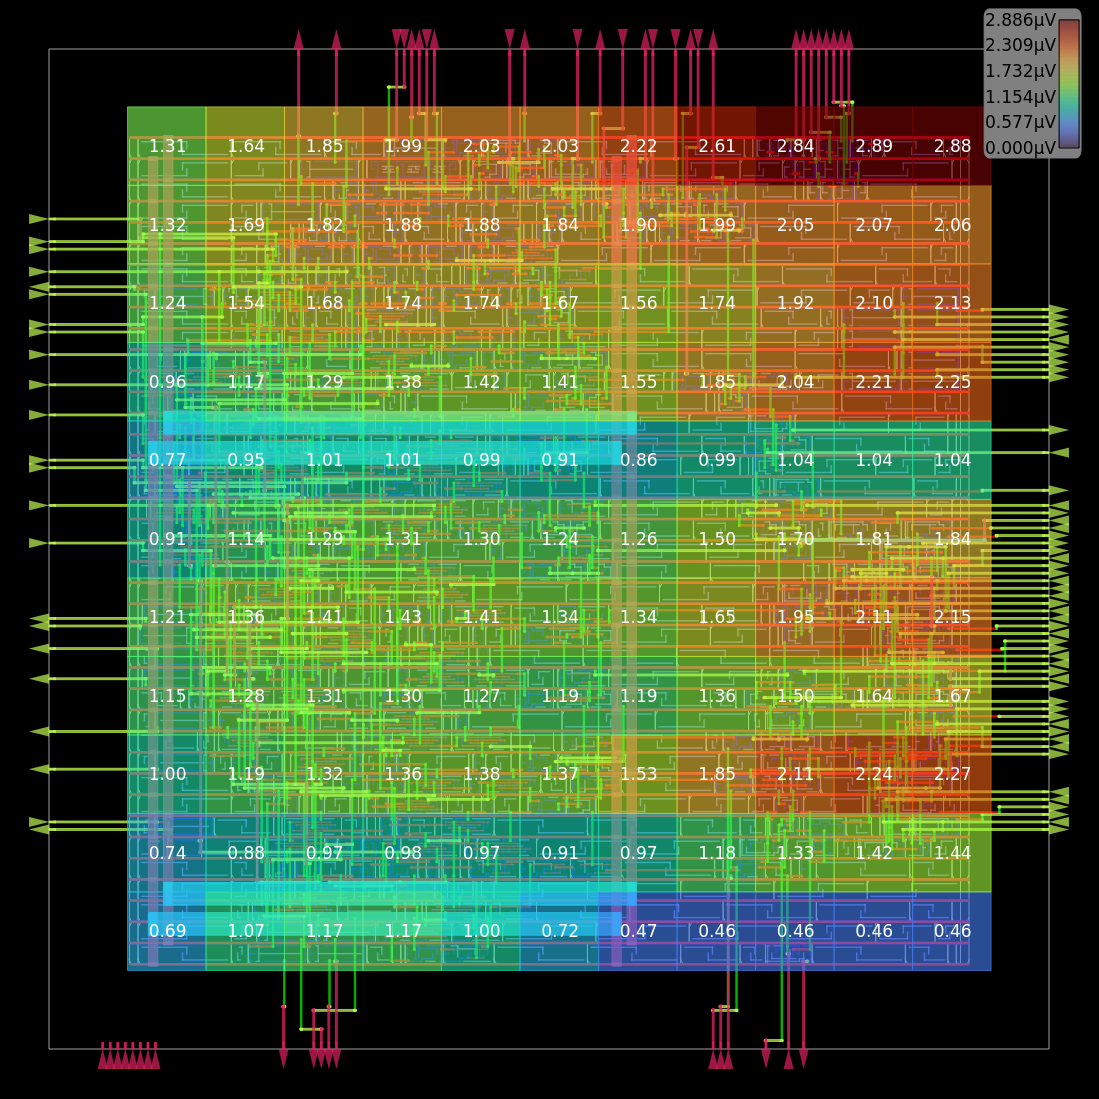 2.886µV
2.309µV
1.732µV
1.154µV
0.577µV
0.000µV
1.31 1.64 1.85 1.99 2.03 2.03 2.22 2.61 2.84 2.89 2.88
1.32 1.69 1.82 1.88 1.88 1.84 1.90 1.99 2.05 2.07 2.06
1.24 1.54 1.68 1.74 1.74 1.67 1.56 1.74 1.92 2.10 2.13
0.96 1.17 1.29 1.38 1.42 1.41 1.55 1.85 2.04 2.21 2.25
0.77 0.95 1.01 1.01 0.99 0.91 0.86 0.99 1.04 1.04 1.04
0.91 1.14 1.29 1.31 1.30 1.24 1.26 1.50 1.70 1.81 1.84
1.21 1.36 1.41 1.43 1.41 1.34 1.34 1.65 1.95 2.11 2.15
1.15 1.28 1.31 1.30 1.27 1.19 1.19 1.36 1.50 1.64 1.67
1.00 1.19 1.32 1.36 1.38 1.37 1.53 1.85 2.11 2.24 2.27
0.74 0.88 0.97 0.98 0.97 0.91 0.97 1.18 1.33 1.42 1.44
0.69 1.07 1.17 1.17 1.00 0.72 0.47 0.46 0.46 0.46 0.46